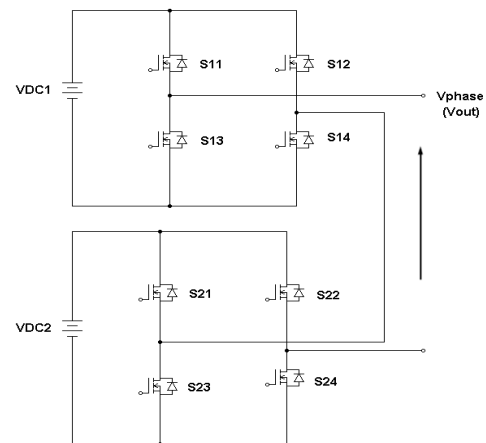 S11
S12
VDC1
Vphase
(Vout)
S13
S14
S21
S22
VDC2
S23
S24